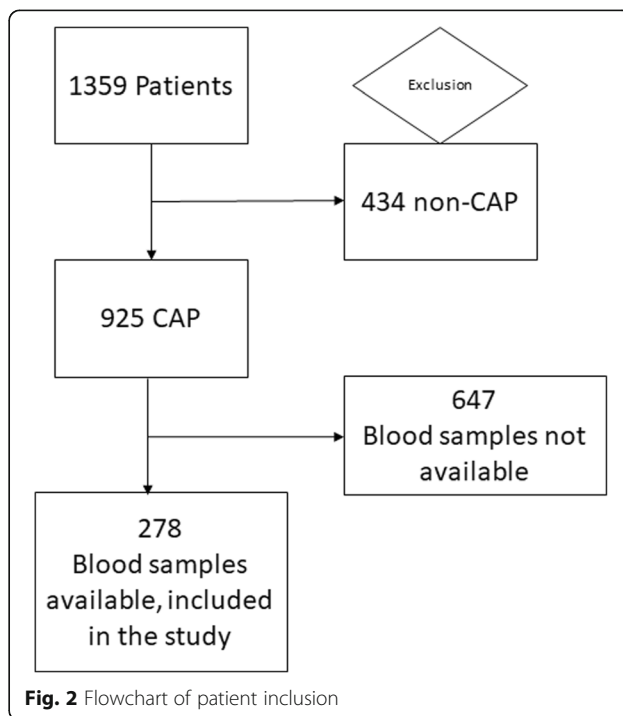 1359 Patients
Exclusion
434 non-CAP
925 CAP
647
Blood samples not
available
278
Blood samples
available, included
in the study
Fig. 2 Flowchart of patient inclusion